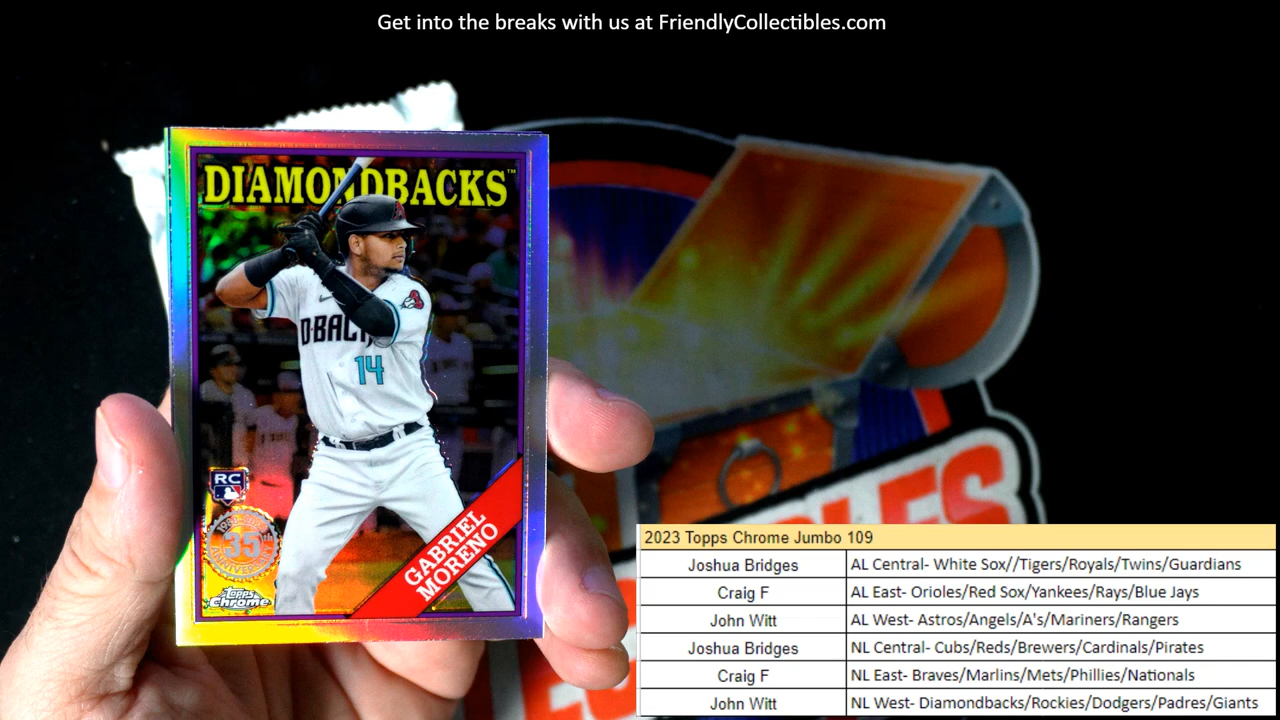 Get into the breaks with us at FriendlyCollectibles.com
DIAMONDBACKS™
D-BAC
14
RC
35th
ANNIVERSARY
Topps
Chrome
GABRIEL
MORENO
2023 Topps Chrome Jumbo 109
Joshua Bridges AL Central- White Sox//Tigers/Royals/Twins/Guardians
Craig F AL East- Orioles/Red Sox/Yankees/Rays/Blue Jays
John Witt AL West- Astros/Angels/A's/Mariners/Rangers
Joshua Bridges NL Central- Cubs/Reds/Brewers/Cardinals/Pirates
Craig F NL East- Braves/Marlins/Mets/Phillies/Nationals
John Witt NL West- Diamondbacks/Rockies/Dodgers/Padres/Giants